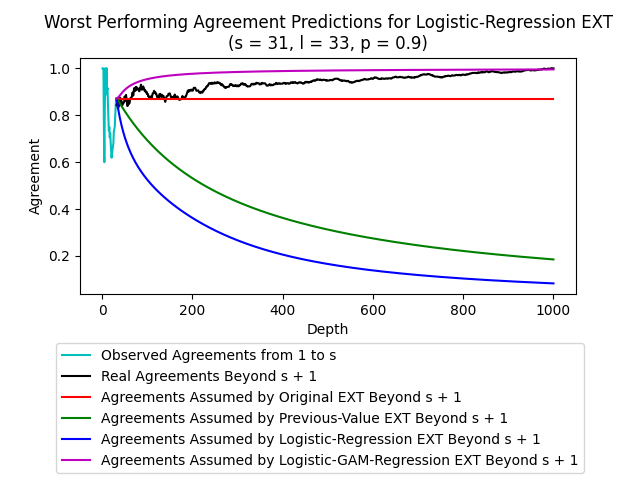 Worst Performing Agreement Predictions for Logistic-Regression EXT
(s = 31, l = 33, p = 0.9)
1.0
0.8
0.6
0.4
0.2
Agreement
0 200 400 600 800 1000
Depth
Observed Agreements from 1 to s
Real Agreements Beyond s + 1
Agreements Assumed by Original EXT Beyond s + 1
Agreements Assumed by Previous-Value EXT Beyond s + 1
Agreements Assumed by Logistic-Regression EXT Beyond s + 1
Agreements Assumed by Logistic-GAM-Regression EXT Beyond s + 1